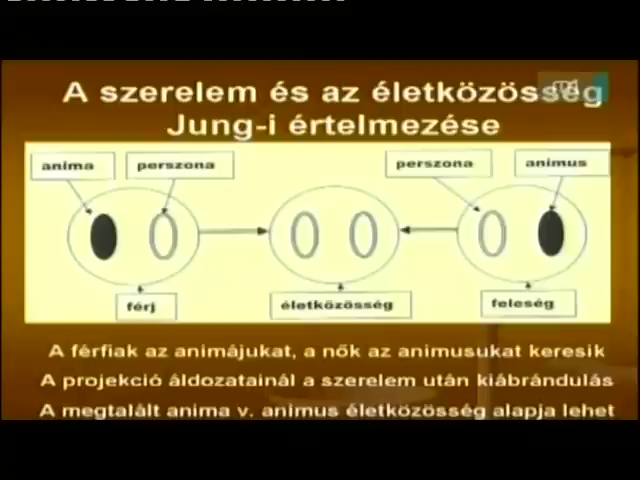 A szerelem és az életközösség
Jung-i értelmezése
anima
perszona
perszona
animus
férj
életközösség
feleség
A férfiak az animájukat, a nők az animusukat keresik
A projekció áldozatainál a szerelem után kiábrándulás
A megtalált anima v. animus életközösség alapja lehet